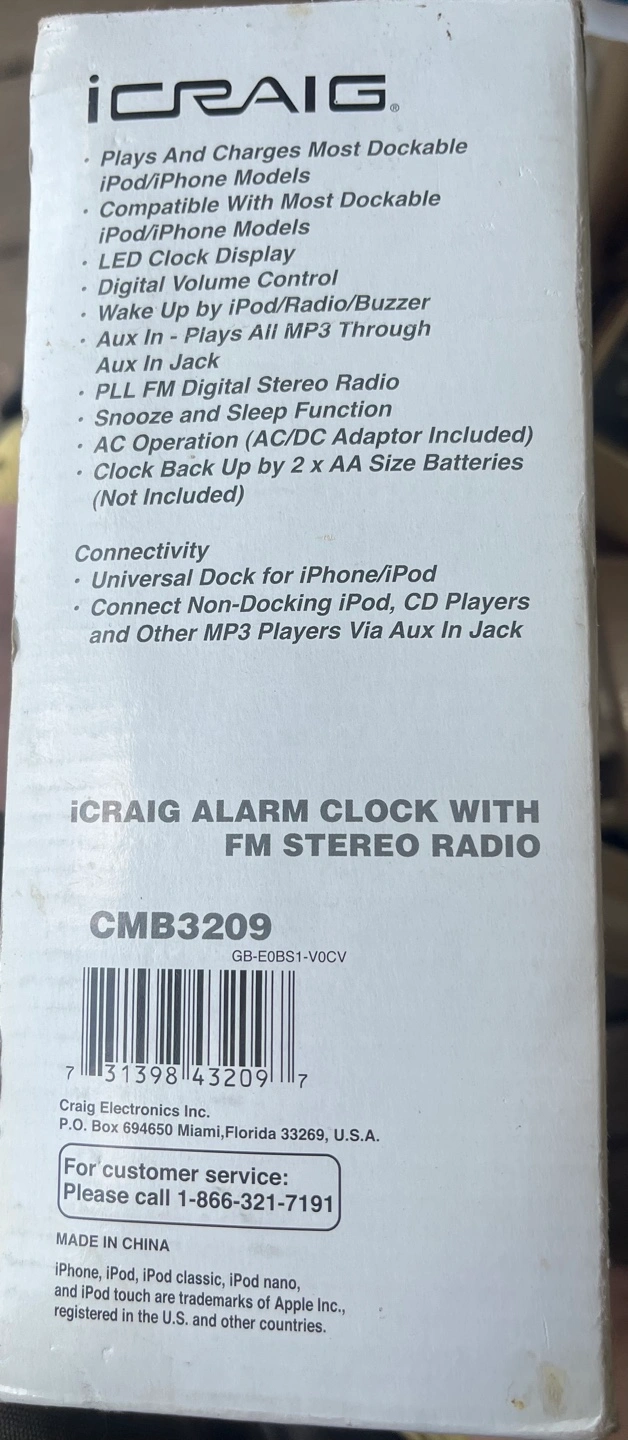 iCRAIG®
• Plays And Charges Most Dockable
iPod/iPhone Models
• Compatible With Most Dockable
iPod/iPhone Models
• LED Clock Display
• Digital Volume Control
• Wake Up by iPod/Radio/Buzzer
• Aux In - Plays All MP3 Through
Aux In Jack
• PLL FM Digital Stereo Radio
• Snooze and Sleep Function
• AC Operation (AC/DC Adaptor Included)
• Clock Back Up by 2 x AA Size Batteries
(Not Included)
Connectivity
• Universal Dock for iPhone/iPod
• Connect Non-Docking iPod, CD Players
and Other MP3 Players Via Aux In Jack
iCRAIG ALARM CLOCK WITH
FM STEREO RADIO
CMB3209
GB-E0BS1-V0CV
7 31398 43209 7
Craig Electronics Inc.
P.O. Box 694650 Miami,Florida 33269, U.S.A.
For customer service:
Please call 1-866-321-7191
MADE IN CHINA
iPhone, iPod, iPod classic, iPod nano,
and iPod touch are trademarks of Apple Inc.,
registered in the U.S. and other countries.